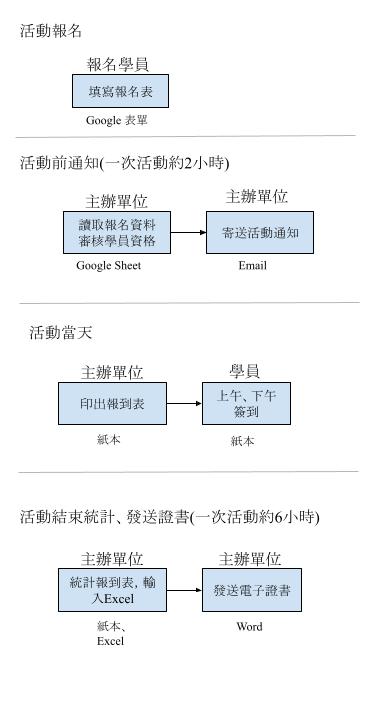 活動報名
報名學員
填寫報名表
Google 表單
活動前通知(一次活動約2小時)
主辦單位
讀取報名資料
審核學員資格
Google Sheet
主辦單位
寄送活動通知
Email
活動當天
主辦單位
印出報到表
紙本
學員
上午、下午
簽到
紙本
活動結束統計、發送證書(一次活動約6小時)
主辦單位
統計報到表, 輸
入Excel
紙本、
Excel
主辦單位
發送電子證書
Word